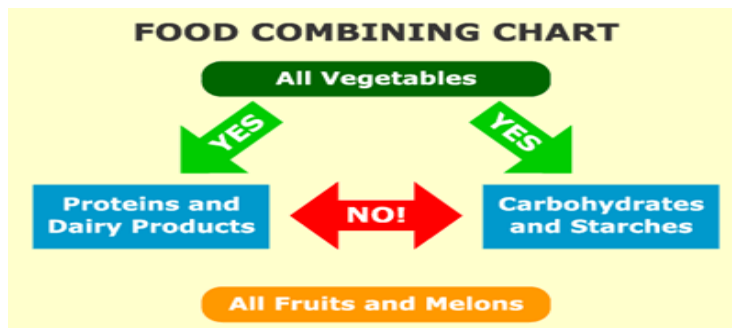 FOOD COMBINING CHART
All Vegetables
YES
YES
Proteins and
Dairy Products
NO!
Carbohydrates
and Starches
All Fruits and Melons